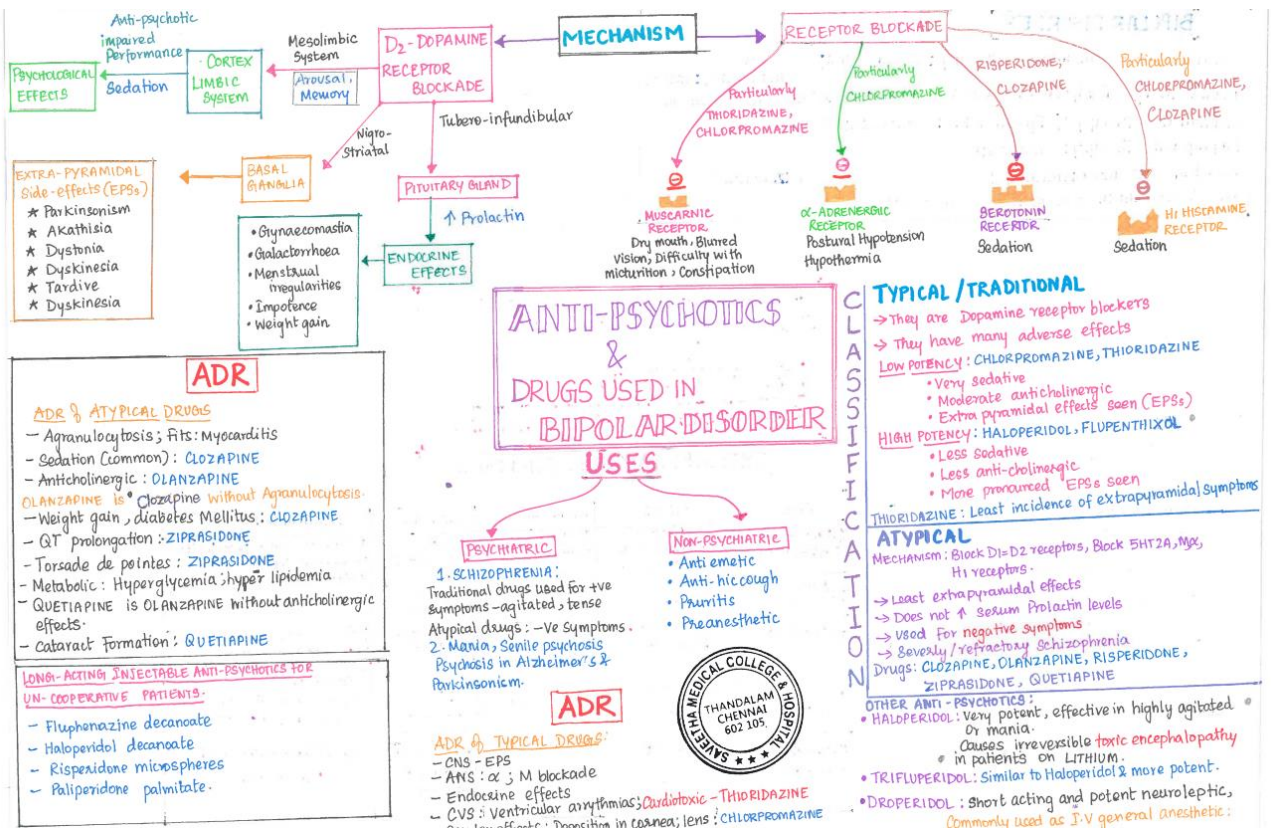 MECHANISM
D2-DOPAMINE
RECEPTOR
BLOCKADE
Mesolimbic
System
Arousal,
Memory
CORTEX
LIMBIC
SYSTEM
Anti-psychotic
impaired
Performance
Sedation
PSYCHOLOGICAL
EFFECTS
Nigro-
Striatal
BASAL
GANGLIA
EXTRA-PYRAMIDAL
Side-effects (EPSs)
★ Parkinsonism
★ Akathisia
★ Dystonia
★ Dyskinesia
★ Tardive
★ Dyskinesia
Tubero-infundibular
PITUITARY GLAND
↑ Prolactin
ENDOCRINE
EFFECTS
• Gynaecomastia
• Galactorrhoea
• Menstrual
irregularities
• Impotence
• Weight gain
RECEPTOR BLOCKADE
Particularly
THIORIDAZINE,
CHLORPROMAZINE
⊖
MUSCARNIC
RECEPTOR
Dry mouth, Blurred
vision; Difficulty with
micturition, Constipation
Particularly
CHLORPROMAZINE
⊖
α-ADRENERGIC
RECEPTOR
Postural Hypotension
Hypothermia
RISPERIDONE,
CLOZAPINE
⊖
SEROTONIN
RECEPTOR
Sedation
Particularly
CHLORPROMAZINE,
CLOZAPINE
⊖
H1 HISTAMINE
RECEPTOR
Sedation
ANTI-PSYCHOTICS
&
DRUGS USED IN
BIPOLAR DISORDER
ADR
ADR of ATYPICAL DRUGS
- Agranulocytosis; Fits: Myocarditis
- Sedation (common): CLOZAPINE
- Anticholinergic: OLANZAPINE
OLANZAPINE is Clozapine without Agranulocytosis.
- Weight gain, diabetes Mellitus: CLOZAPINE
- QT prolongation: ZIPRASIDONE
- Torsade de pointes: ZIPRASIDONE
- Metabolic: Hyperglycemia; hyper lipidemia
- QUETIAPINE is OLANZAPINE without anticholinergic
effects.
- Cataract Formation: QUETIAPINE
LONG-ACTING INJECTABLE ANTI-PSYCHOTICS FOR
UN-COOPERATIVE PATIENTS.
- Fluphenazine decanoate
- Haloperidol decanoate
- Risperidone microspheres
- Paliperidone palmitate.
USES
PSYCHIATRIC
1. SCHIZOPHRENIA:
Traditional drugs used for +ve
symptoms - agitated, tense
Atypical drugs: -Ve Symptoms.
2. Mania, Senile psychosis
Psychosis in Alzheimer's &
Parkinsonism.
NON-PSYCHIATRIC
• Anti emetic
• Anti-hiccough
• Pruritis
• Preanesthetic
SAVEETHA MEDICAL COLLEGE & HOSPITAL
THANDALAM
CHENNAI
602 105.
★ ★ ★
ADR
ADR of TYPICAL DRUGS:
- CNS - EPS
- ANS: α; M blockade
- Endocrine effects
- CVS: Ventricular arrythmias; Cardiotoxic - THIORIDAZINE
effects: Deposition in cornea; lens: CHLORPROMAZINE
CLASSIFICATION
TYPICAL / TRADITIONAL
→ They are Dopamine receptor blockers
→ They have many adverse effects
LOW POTENCY: CHLORPROMAZINE, THIORIDAZINE
• Very sedative
• Moderate anticholinergic
• Extra pyramidal effects seen (EPSs)
HIGH POTENCY: HALOPERIDOL, FLUPENTHIXOL
• Less Sedative
• Less anti-cholinergic
• More pronounced EPSs seen
THIORIDAZINE: Least incidence of extrapyramidal symptoms
ATYPICAL
MECHANISM: Block D1=D2 receptors, Block 5HT2A, Mα,
H1 receptors.
→ Least extrapyramidal effects
→ Does not ↑ Serum Prolactin levels
→ Used for negative symptoms
→ Severly/refractory Schizophrenia
Drugs: CLOZAPINE, OLANZAPINE, RISPERIDONE,
ZIPRASIDONE, QUETIAPINE
OTHER ANTI-PSYCHOTICS:
• HALOPERIDOL: Very potent, effective in highly agitated
or mania.
Causes irreversible toxic encephalopathy
in patients on LITHIUM.
• TRIFLUPERIDOL: Similar to Haloperidol & more potent.
• DROPERIDOL: Short acting and potent neuroleptic,
Commonly used as I.V general anesthetic: